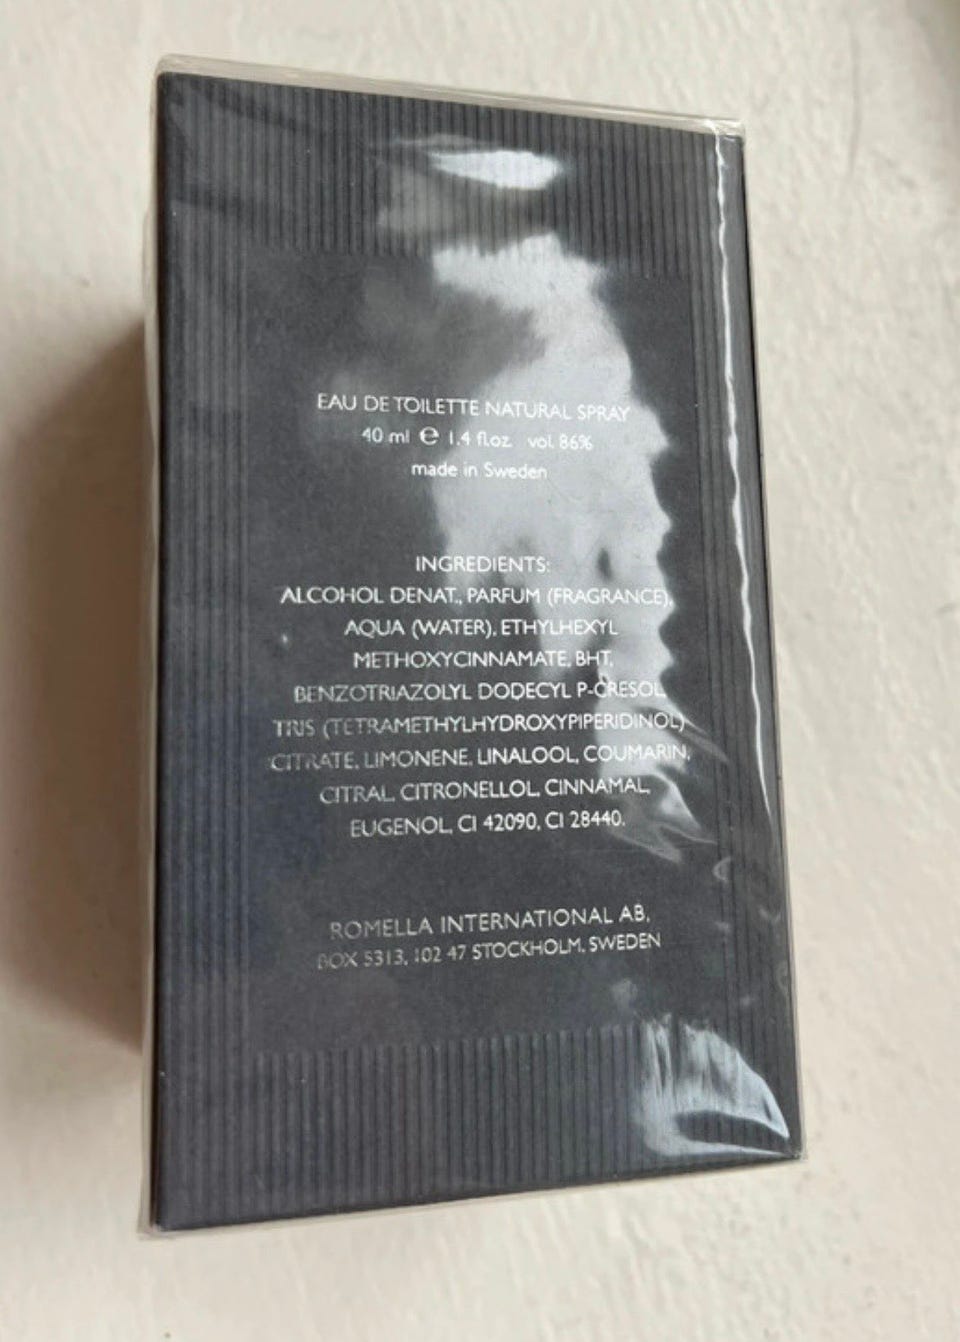 EAU DE TOILETTE NATURAL SPRAY
40 ml ℮ 1.4 fl.oz. vol. 86%
made in Sweden
INGREDIENTS:
ALCOHOL DENAT., PARFUM (FRAGRANCE),
AQUA (WATER), ETHYLHEXYL
METHOXYCINNAMATE, BHT,
BENZOTRIAZOLYL DODECYL P-CRESOL,
TRIS (TETRAMETHYLHYDROXYPIPERIDINOL)
CITRATE, LIMONENE, LINALOOL, COUMARIN,
CITRAL, CITRONELLOL, CINNAMAL,
EUGENOL, CI 42090, CI 28440.
ROMELLA INTERNATIONAL AB,
BOX 5313, 102 47 STOCKHOLM, SWEDEN